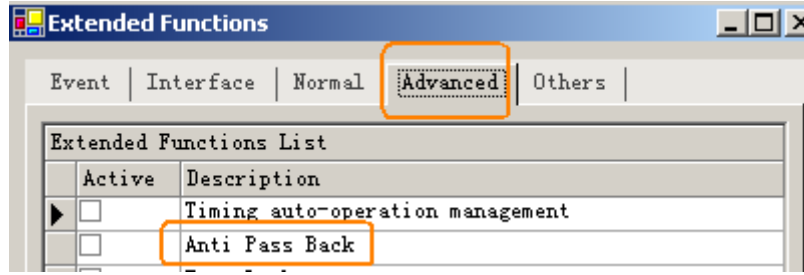 Extended Functions
Event | Interface | Normal | Advanced | Others |
Extended Functions List
Active Description
Timing auto-operation management
Anti Pass Back